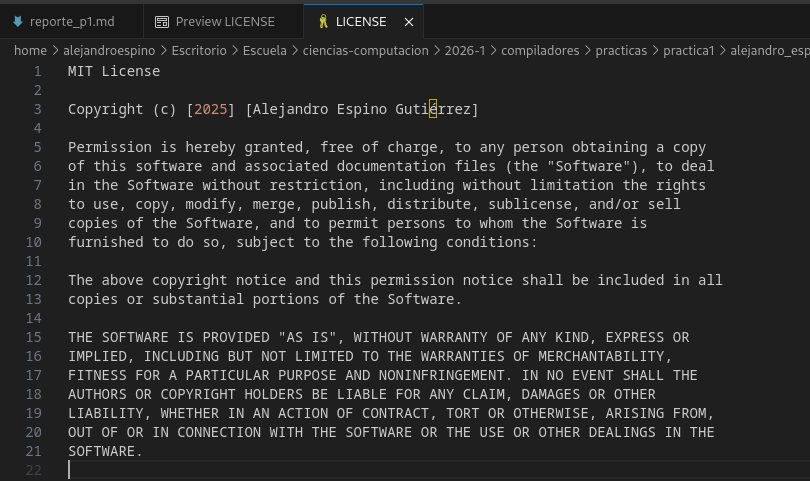 reporte_p1.md Preview LICENSE LICENSE
home > alejandroespino > Escritorio > Escuela > ciencias-computacion > 2026-1 > compiladores > practicas > practica1 > alejandro_esp
1 MIT License
2
3 Copyright (c) [2025] [Alejandro Espino Gutiérrez]
4
5 Permission is hereby granted, free of charge, to any person obtaining a copy
6 of this software and associated documentation files (the "Software"), to deal
7 in the Software without restriction, including without limitation the rights
8 to use, copy, modify, merge, publish, distribute, sublicense, and/or sell
9 copies of the Software, and to permit persons to whom the Software is
10 furnished to do so, subject to the following conditions:
11
12 The above copyright notice and this permission notice shall be included in all
13 copies or substantial portions of the Software.
14
15 THE SOFTWARE IS PROVIDED "AS IS", WITHOUT WARRANTY OF ANY KIND, EXPRESS OR
16 IMPLIED, INCLUDING BUT NOT LIMITED TO THE WARRANTIES OF MERCHANTABILITY,
17 FITNESS FOR A PARTICULAR PURPOSE AND NONINFRINGEMENT. IN NO EVENT SHALL THE
18 AUTHORS OR COPYRIGHT HOLDERS BE LIABLE FOR ANY CLAIM, DAMAGES OR OTHER
19 LIABILITY, WHETHER IN AN ACTION OF CONTRACT, TORT OR OTHERWISE, ARISING FROM,
20 OUT OF OR IN CONNECTION WITH THE SOFTWARE OR THE USE OR OTHER DEALINGS IN THE
21 SOFTWARE.
22